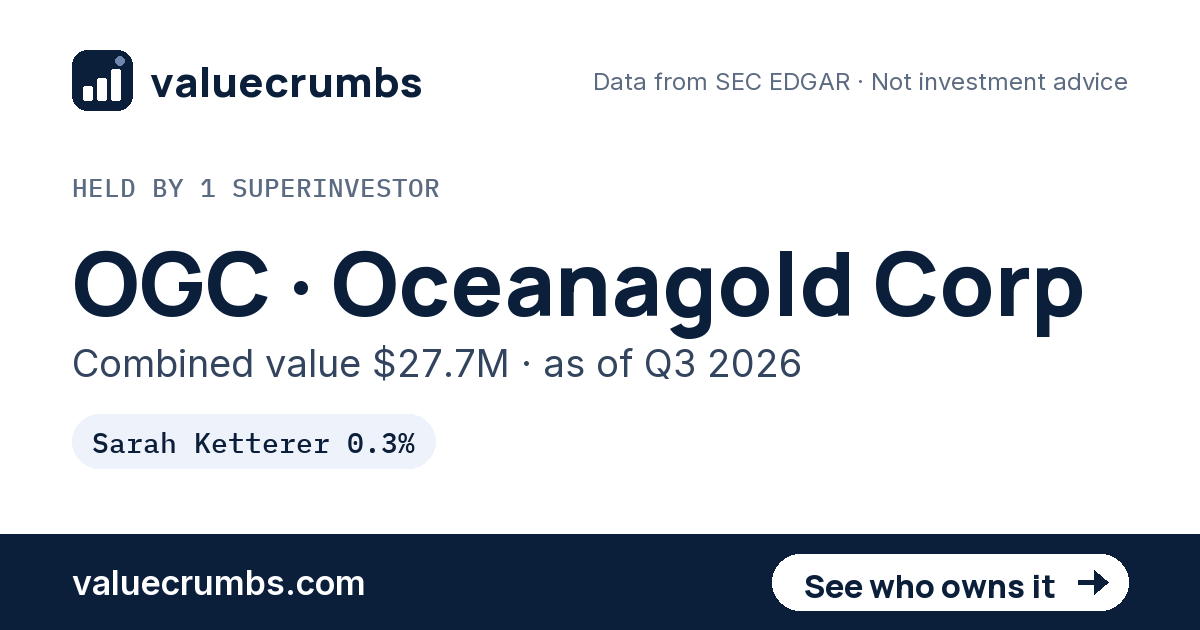 valuecrumbs
Data from SEC EDGAR · Not investment advice
HELD BY 1 SUPERINVESTOR
OGC · Oceanagold Corp
Combined value $27.7M · as of Q3 2026
Sarah Ketterer 0.3%
valuecrumbs.com
See who owns it →